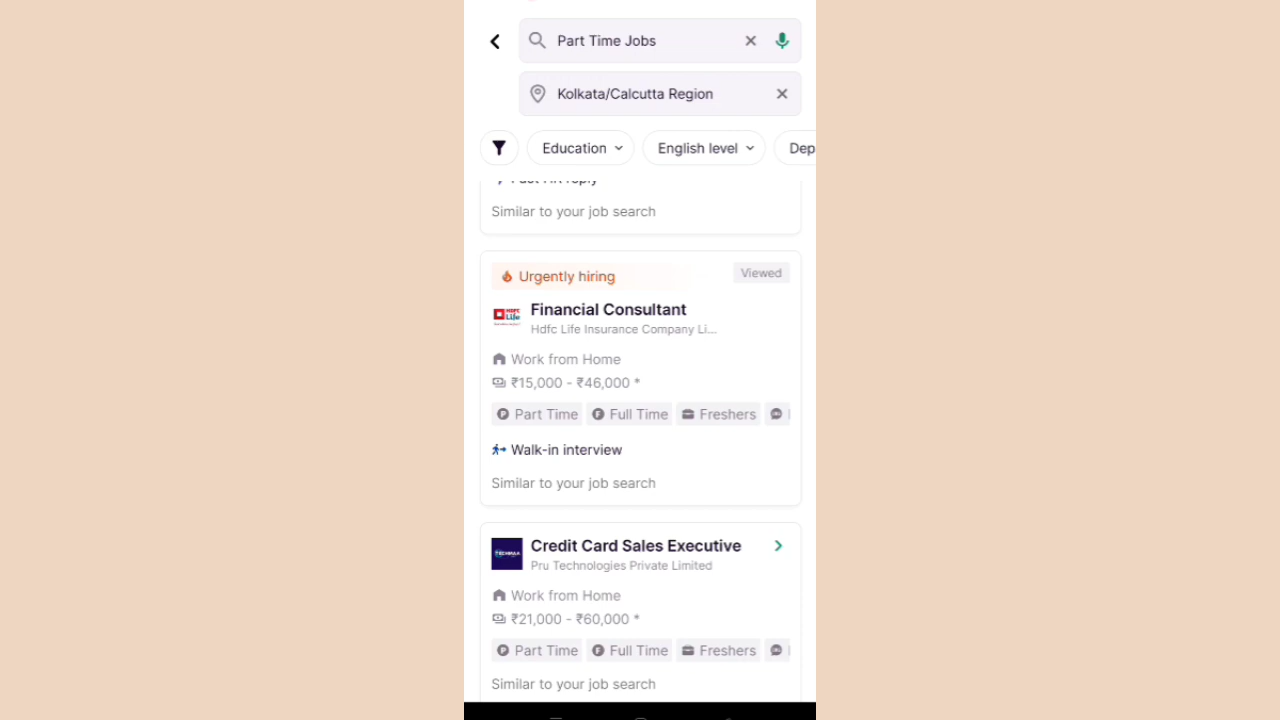 Part Time Jobs
Kolkata/Calcutta Region
Education
English level
Dep
Similar to your job search
Urgently hiring
Viewed
HDFC
Life
Financial Consultant
Hdfc Life Insurance Company Li...
Work from Home
₹15,000 - ₹46,000 *
P Part Time F Full Time Freshers
Walk-in interview
Similar to your job search
Credit Card Sales Executive
Pru Technologies Private Limited
Work from Home
₹21,000 - ₹60,000 *
P Part Time F Full Time Freshers
Similar to your job search